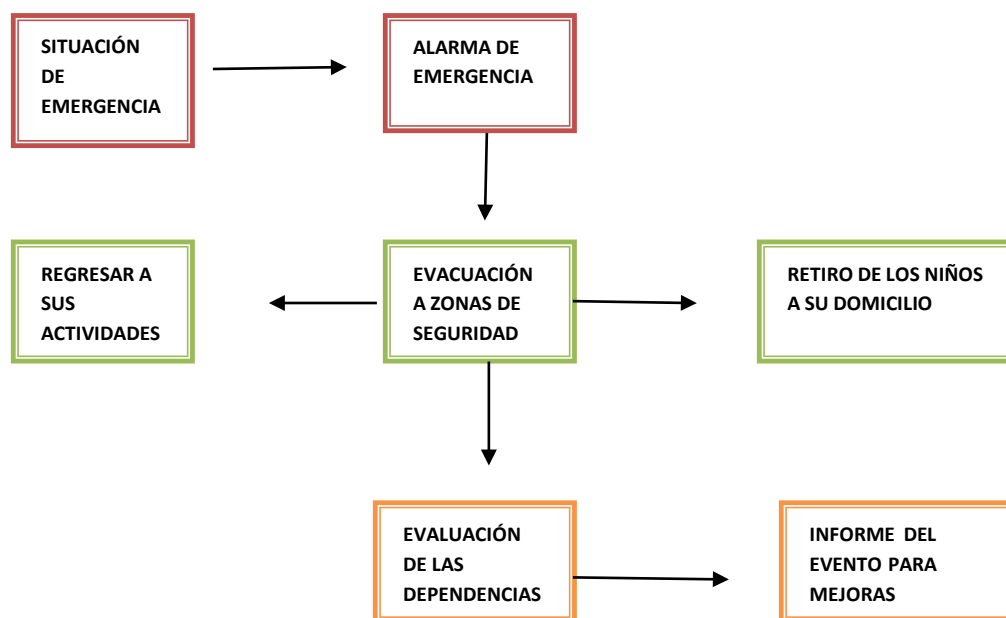 SITUACIÓN
DE
EMERGENCIA
ALARMA DE
EMERGENCIA
REGRESAR A
SUS
ACTIVIDADES
EVACUACIÓN
A ZONAS DE
SEGURIDAD
RETIRO DE LOS NIÑOS
A SU DOMICILIO
EVALUACIÓN
DE LAS
DEPENDENCIAS
INFORME DEL
EVENTO PARA
MEJORAS